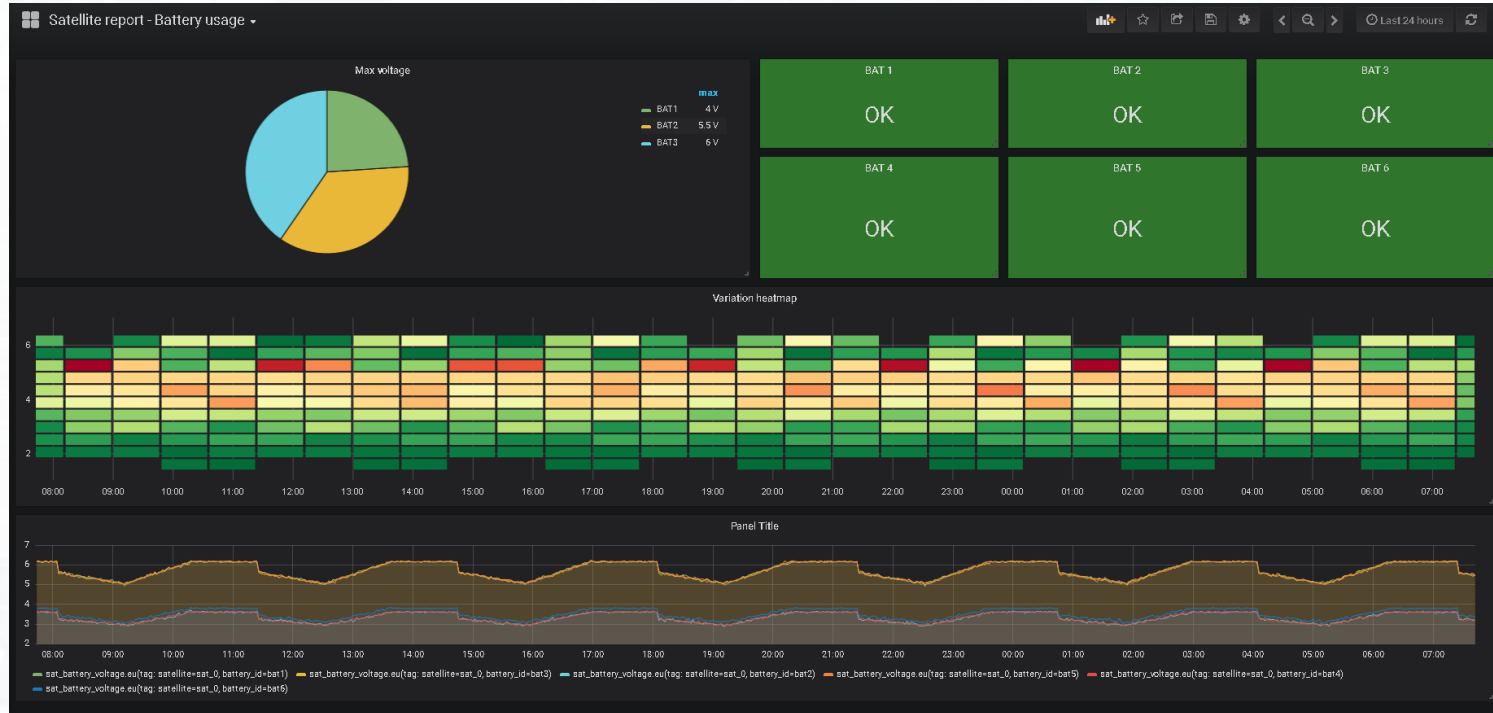 Satellite report - Battery usage
Last 24 hours
Max voltage
max
BAT1 4 V
BAT2 5.5 V
BAT3 6 V
BAT 1
OK
BAT 2
OK
BAT 3
OK
BAT 4
OK
BAT 5
OK
BAT 6
OK
Variation heatmap
6
4
2
08:00 09:00 10:00 11:00 12:00 13:00 14:00 15:00 16:00 17:00 18:00 19:00 20:00 21:00 22:00 23:00 00:00 01:00 02:00 03:00 04:00 05:00 06:00 07:00
Panel Title
7
6
5
4
3
2
08:00 09:00 10:00 11:00 12:00 13:00 14:00 15:00 16:00 17:00 18:00 19:00 20:00 21:00 22:00 23:00 00:00 01:00 02:00 03:00 04:00 05:00 06:00 07:00
sat_battery_voltage.eu(tag: satellite=sat_0, battery_id=bat1) sat_battery_voltage.eu(tag: satellite=sat_0, battery_id=bat3) sat_battery_voltage.eu(tag: satellite=sat_0, battery_id=bat2) sat_battery_voltage.eu(tag: satellite=sat_0, battery_id=bat5) sat_battery_voltage.eu(tag: satellite=sat_0, battery_id=bat4)
sat_battery_voltage.eu(tag: satellite=sat_0, battery_id=bat6)